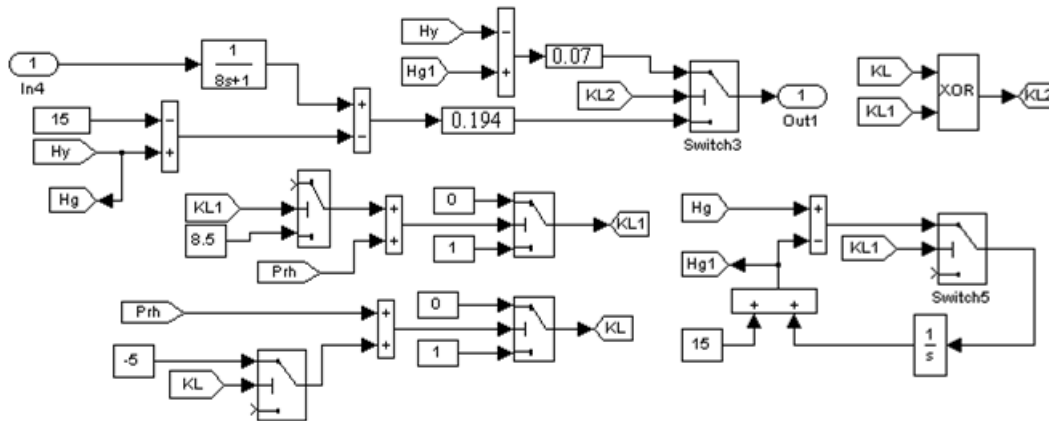 1
In4
1
8s+1
15
Hy
Hg
Hy
Hg1
−
+
0.07
KL2
Switch3
1
Out1
KL
KL1
XOR
KL2
−
+
+
−
0.194
KL1
8.5
Prh
+
+
0
1
KL1
Prh
-5
KL
+
+
0
1
KL
Hg
+
−
Hg1
KL1
Switch5
+ +
15
1
s